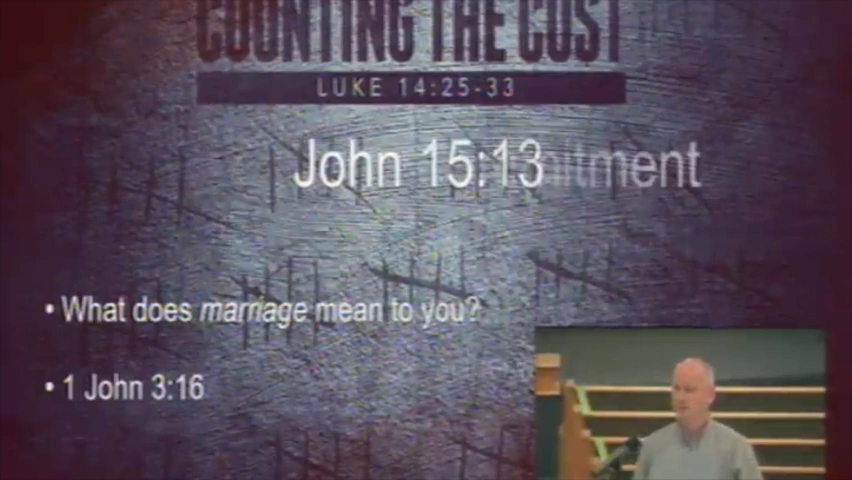 COUNTING THE COST
LUKE 14:25-33
John 15:13 mitment
• What does marriage mean to you?
• 1 John 3:16